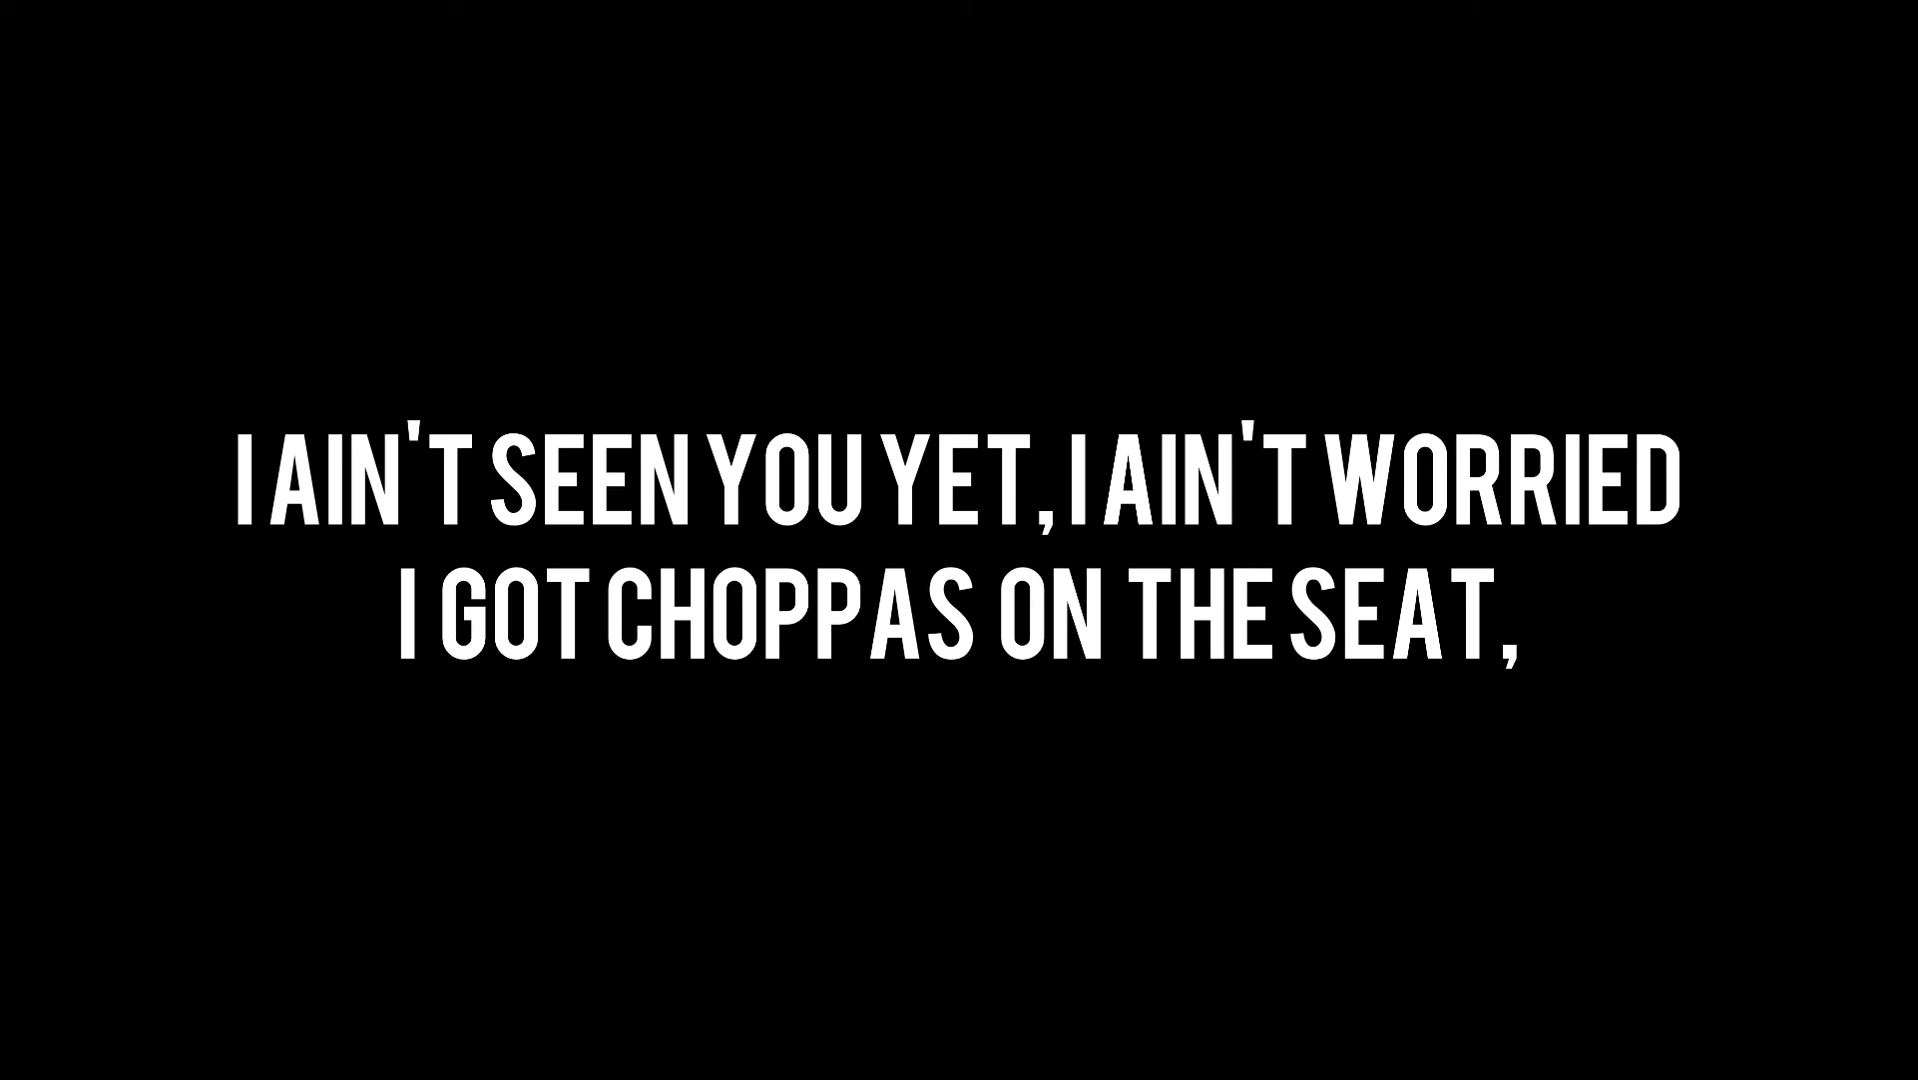 I AIN'T SEEN YOU YET, I AIN'T WORRIED
I GOT CHOPPAS ON THE SEAT,